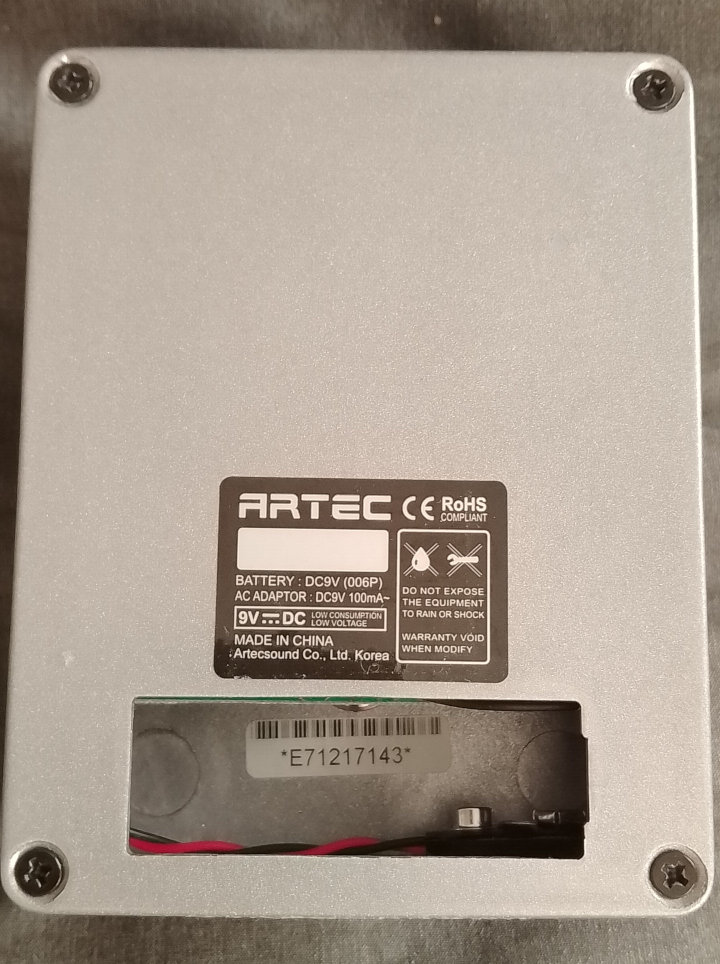 ARTEC CE RoHS
COMPLIANT
BATTERY : DC9V (006P)
AC ADAPTOR : DC9V 100mA~
9V DC LOW CONSUMPTION
LOW VOLTAGE
MADE IN CHINA
Artecsound Co., Ltd. Korea
DO NOT EXPOSE
THE EQUIPMENT
TO RAIN OR SHOCK
WARRANTY VOID
WHEN MODIFY
*E71217143*